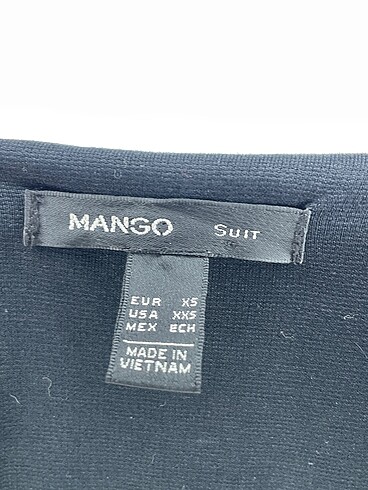 MANGO SUIT
EUR XS
USA XXS
MEX ECH
MADE IN
VIETNAM